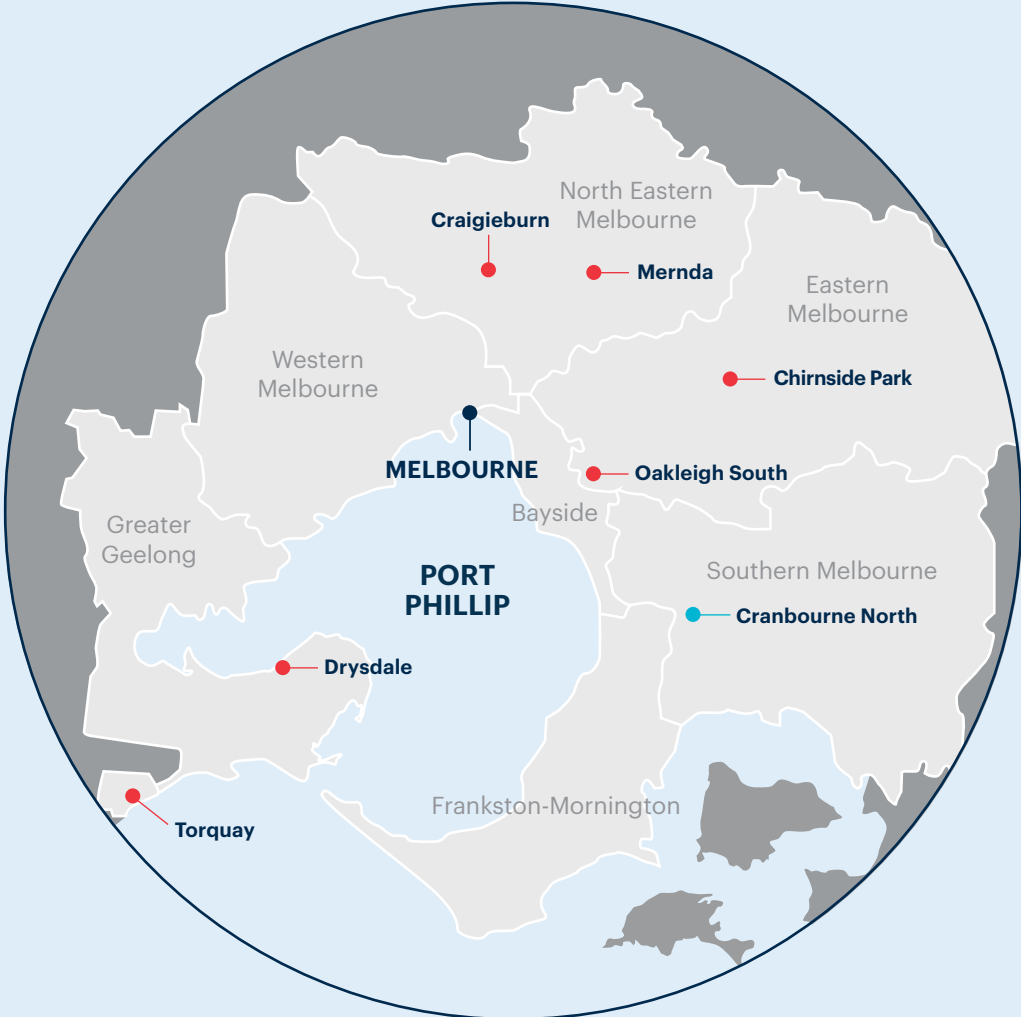 North Eastern
Melbourne
Craigieburn
Mernda
Eastern
Melbourne
Western
Melbourne
Chirnside Park
MELBOURNE
Oakleigh South
Bayside
Greater
Geelong
PORT
PHILLIP
Southern Melbourne
Cranbourne North
Drysdale
Frankston-Mornington
Torquay